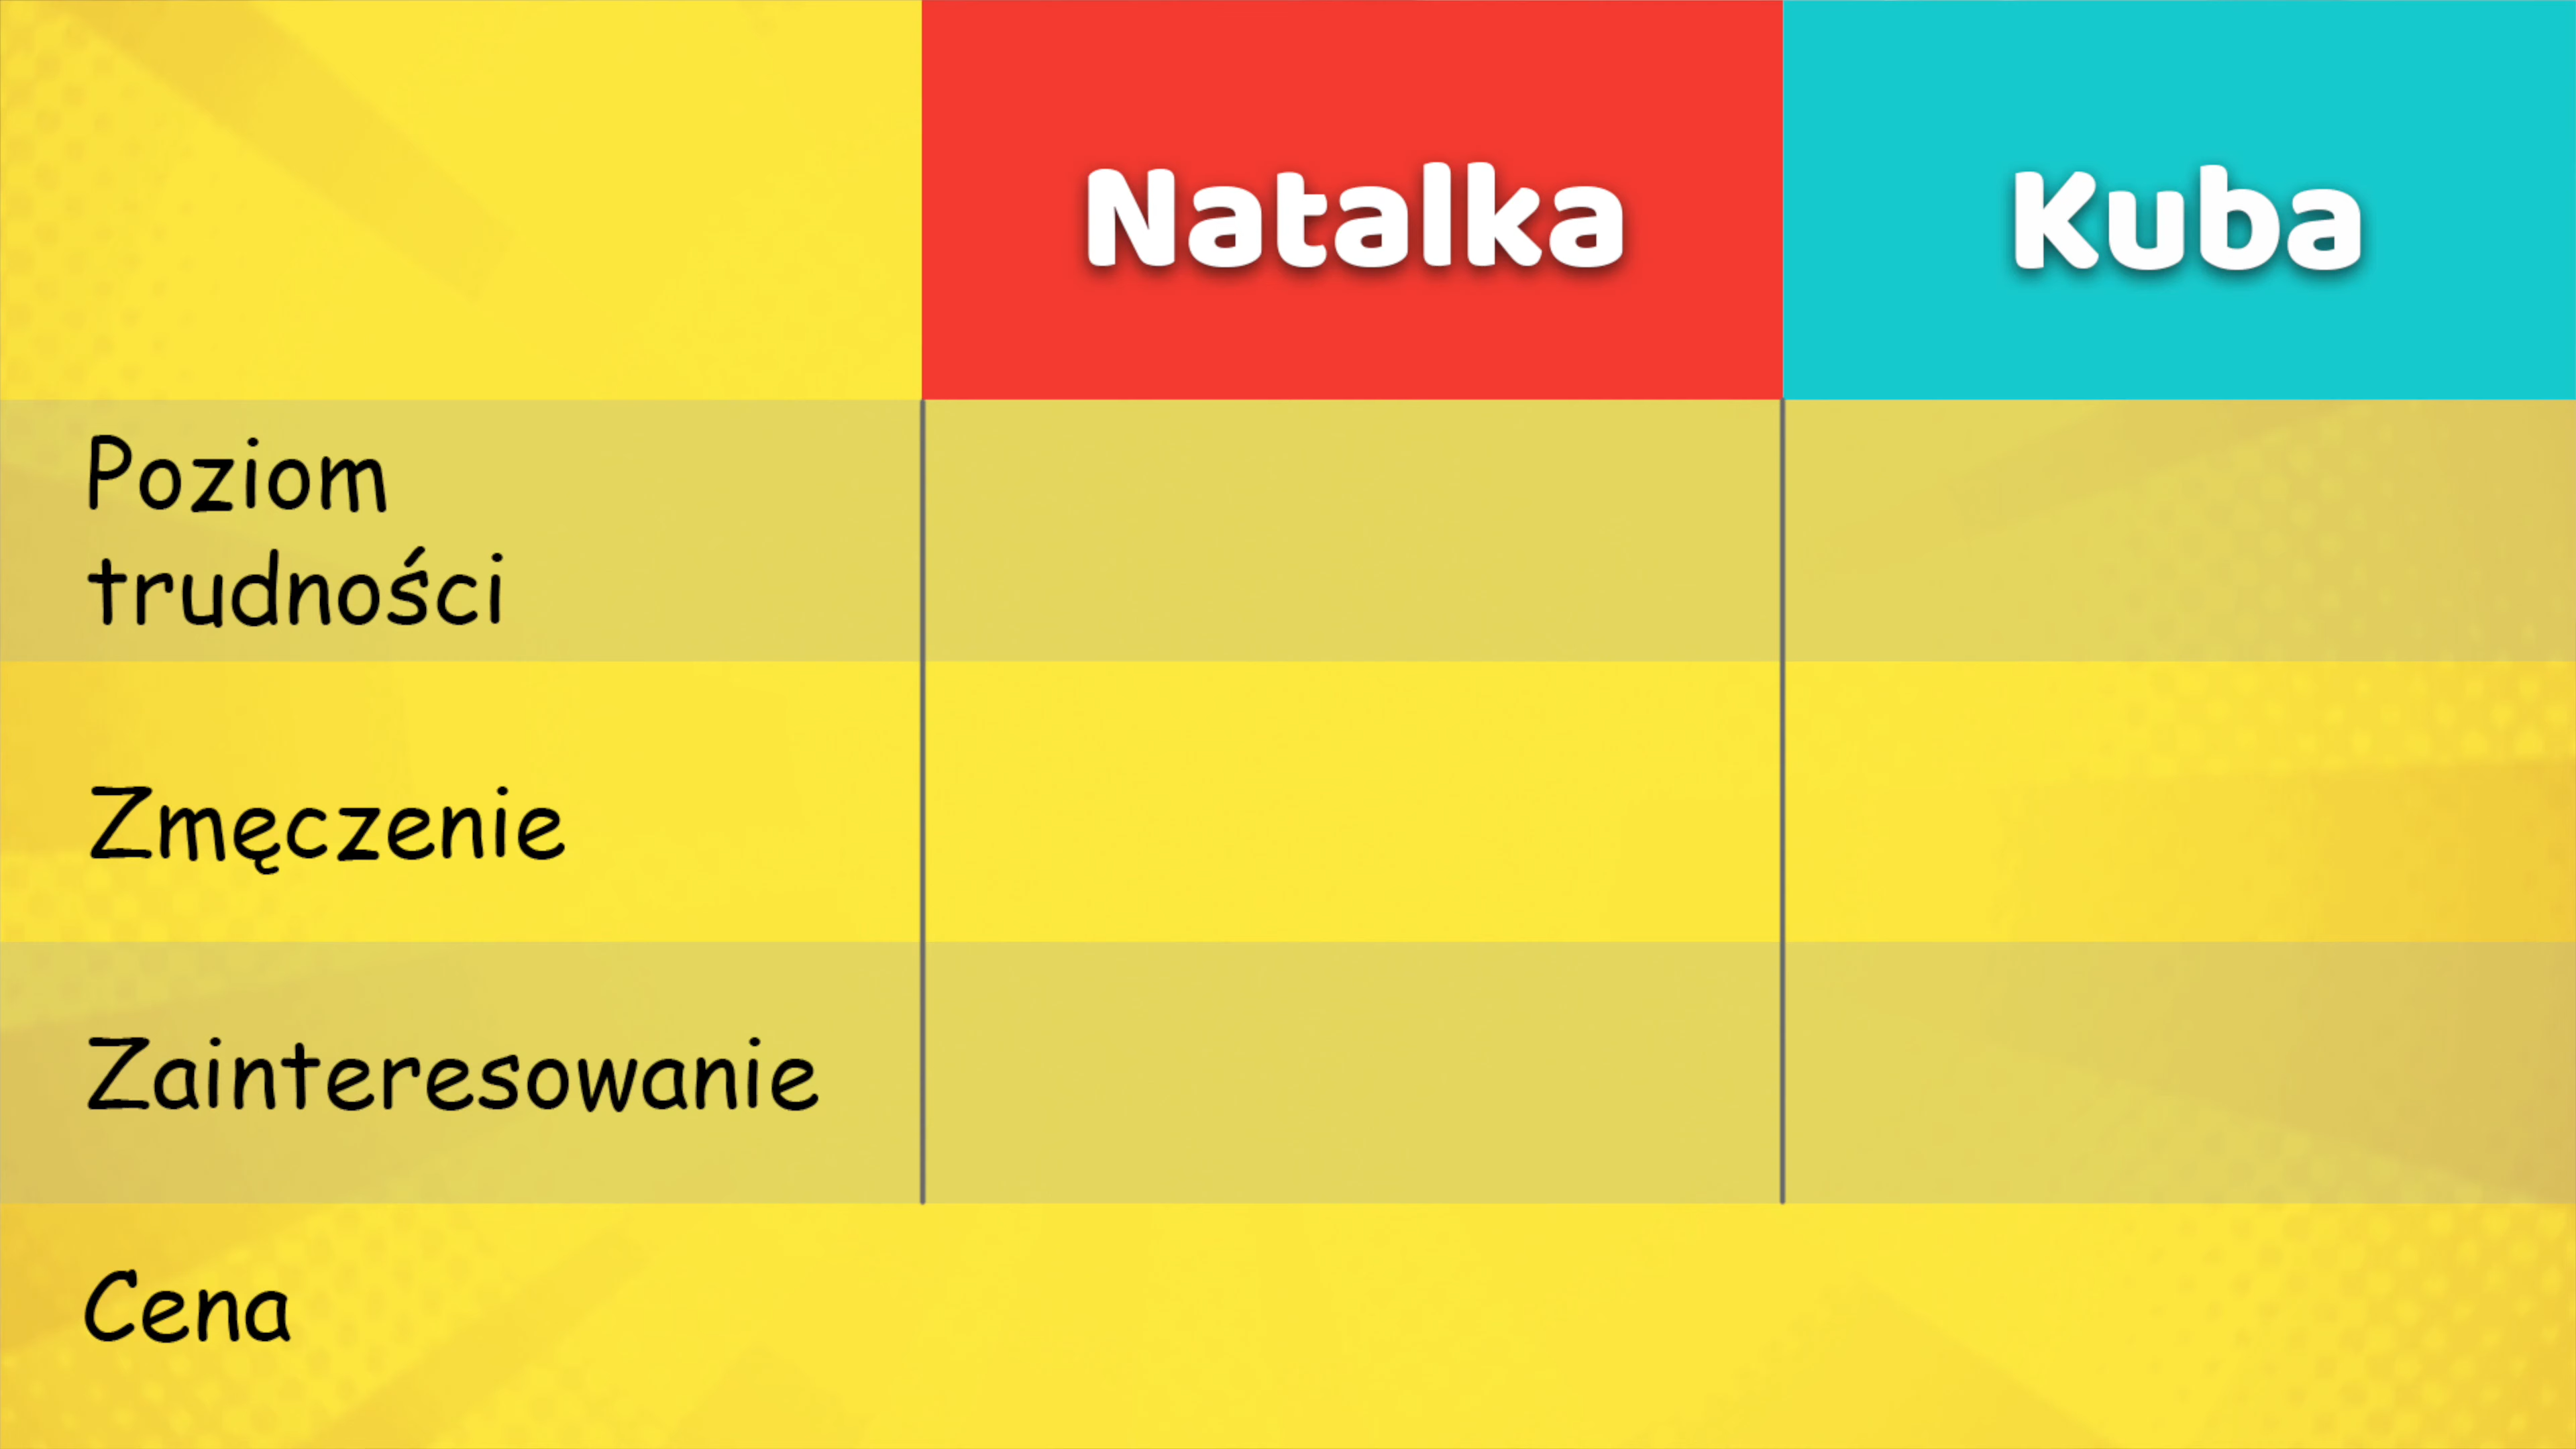 Natalka
Kuba
Poziom
trudności
Zmęczenie
Zainteresowanie
Cena